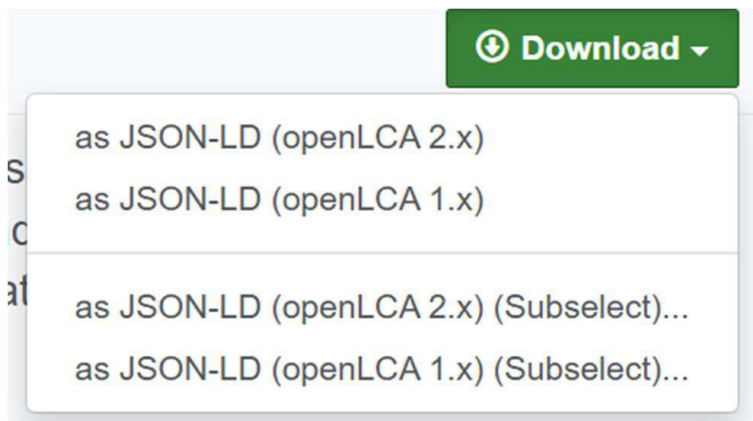 Download
as JSON-LD (openLCA 2.x)
as JSON-LD (openLCA 1.x)
as JSON-LD (openLCA 2.x) (Subselect)...
as JSON-LD (openLCA 1.x) (Subselect)...